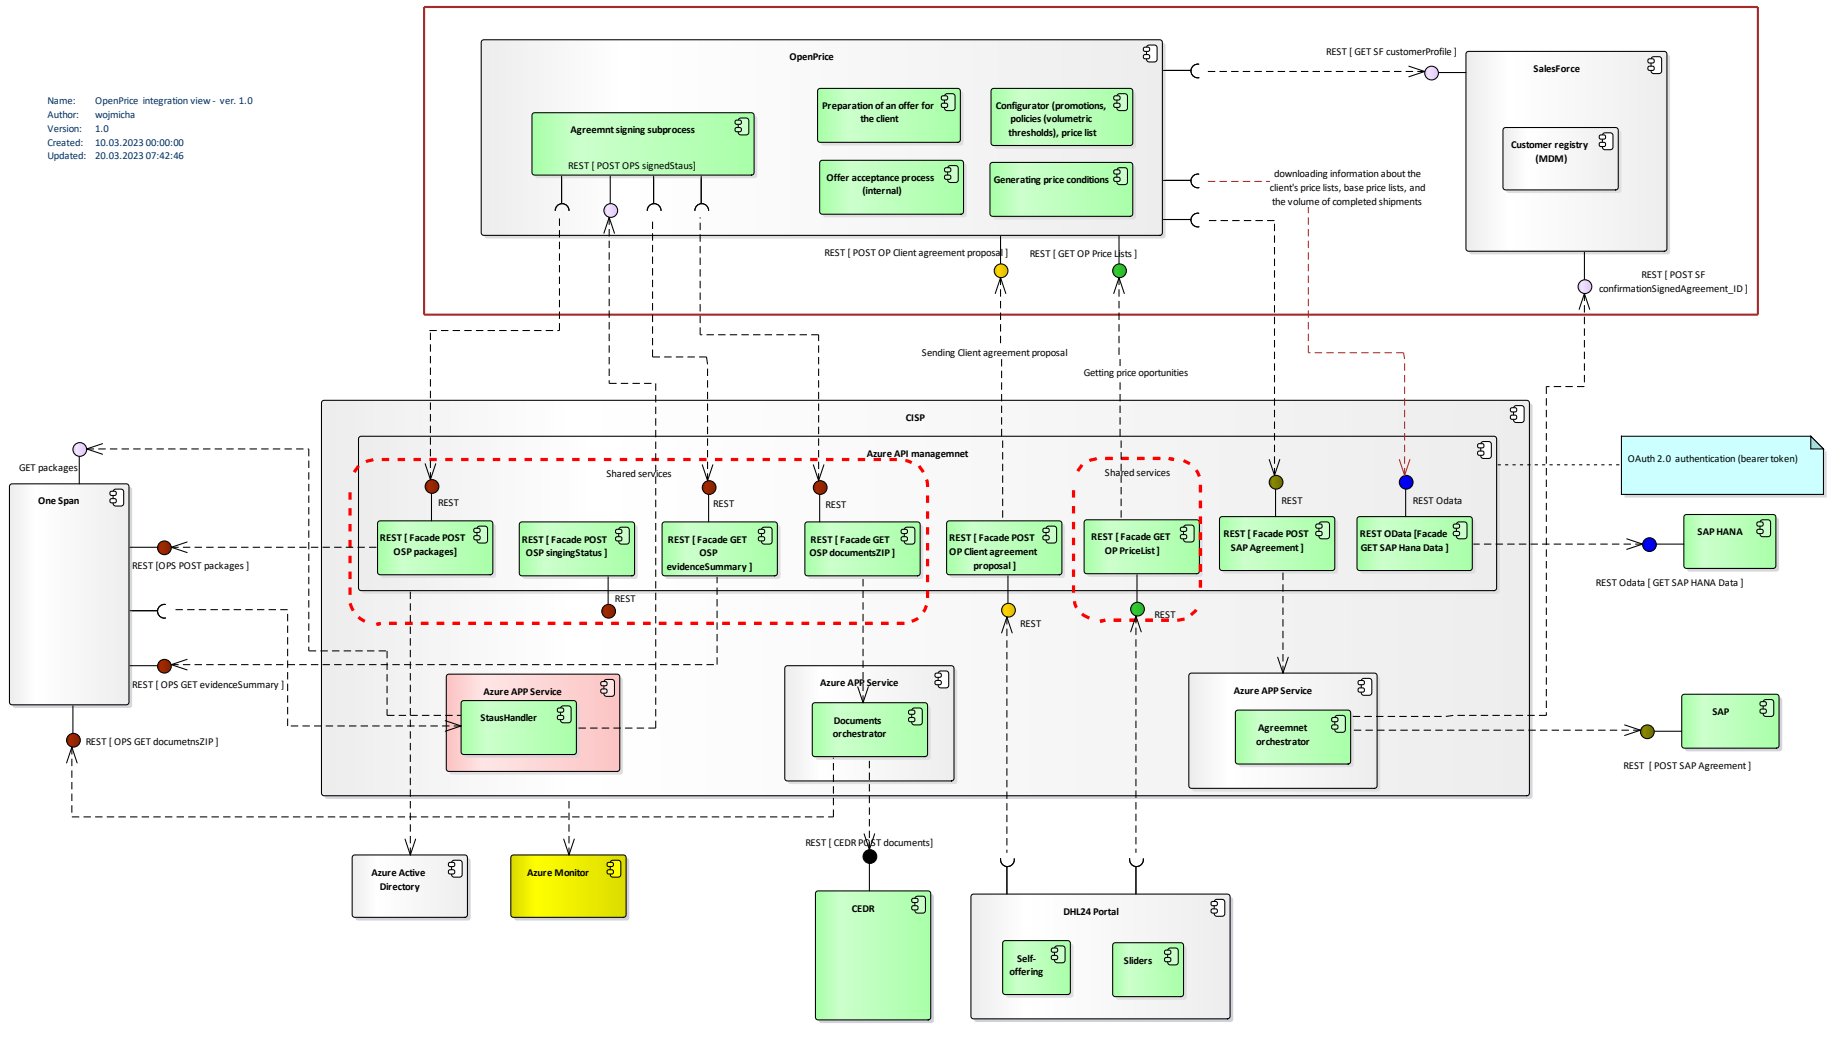 Name: OpenPrice integration view - ver. 1.0
Author: wojmicha
Version: 1.0
Created: 10.03.2023 00:00:00
Updated: 20.03.2023 07:42:46
OpenPrice
Agreemnt signing subprocess
REST [ POST OPS signedStaus]
Preparation of an offer for
the client
Configurator (promotions,
policies (volumetric
thresholds), price list
Offer acceptance process
(internal)
Generating price conditions
REST [ GET SF customerProfile ]
SalesForce
Customer registry
(MDM)
downloading information about the
client's price lists, base price lists, and
the volume of completed shipments
REST [ POST OP Client agreement proposal ]
REST [ GET OP Price Lists ]
REST [ POST SF
confirmationSignedAgreement_ID ]
Sending Client agreement proposal
Getting price oportunities
CISP
Azure API managemnet
Shared services
Shared services
OAuth 2.0 authentication (bearer token)
GET packages
One Span
REST
REST
REST
REST
REST Odata
REST [ Facade POST
OSP packages]
REST [ Facade POST
OSP singingStatus ]
REST [ Facade GET
OSP
evidenceSummary ]
REST [ Facade GET
OSP documentsZIP ]
REST [ Facade POST
OP Client agreement
proposal ]
REST [ Facade GET
OP PriceList ]
REST [ Facade POST
SAP Agreement ]
REST OData [Facade
GET SAP Hana Data ]
SAP HANA
REST Odata [ GET SAP HANA Data ]
REST [OPS POST packages ]
REST
REST
REST
REST [ OPS GET evidenceSummary ]
Azure APP Service
StausHandler
Azure APP Service
Documents
orchestrator
Azure APP Service
Agreemnet
orchestrator
SAP
REST [ POST SAP Agreement ]
REST [ OPS GET documetnsZIP ]
REST [ CEDR POST documents]
Azure Active
Directory
Azure Monitor
CEDR
DHL24 Portal
Self-
offering
Sliders